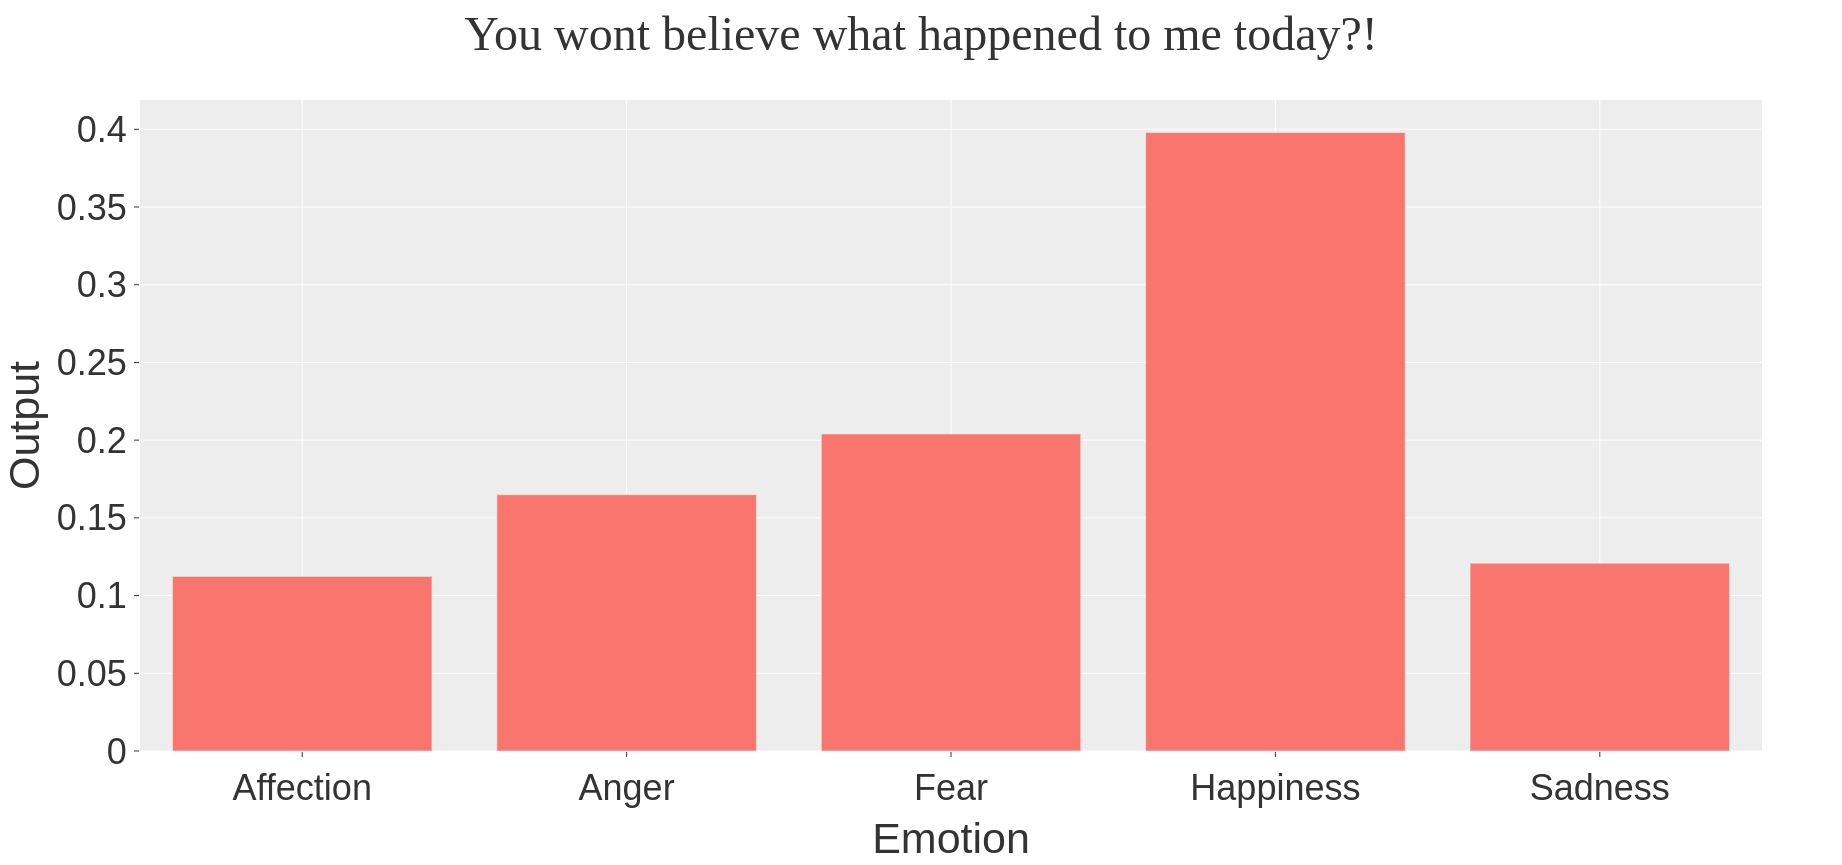 You wont believe what happened to me today?!
0.4
0.35
0.3
0.25
0.2
0.15
0.1
0.05
0
Output
Affection Anger Fear Happiness Sadness
Emotion